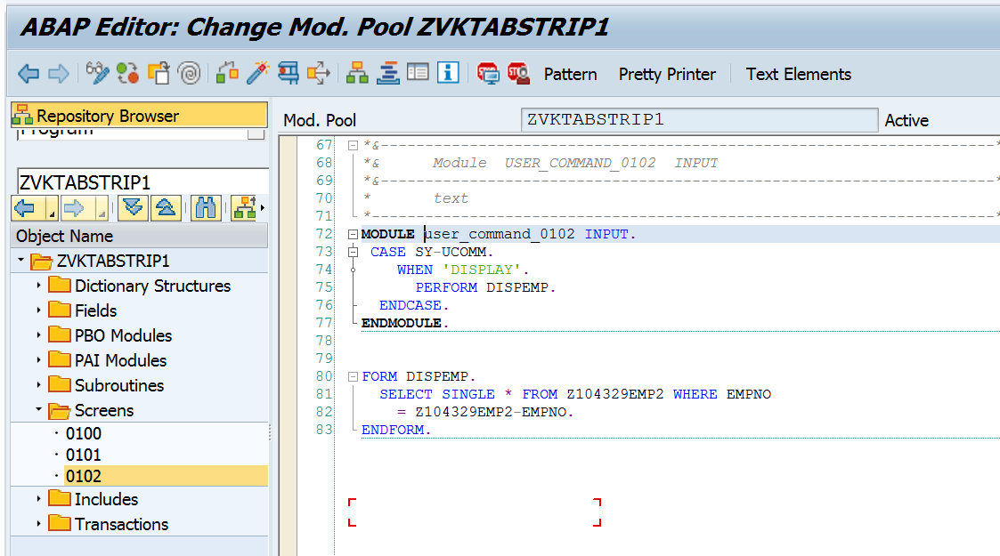 ABAP Editor: Change Mod. Pool ZVKTABSTRIP1
Pattern Pretty Printer Text Elements
Repository Browser
Program
ZVKTABSTRIP1
Object Name
ZVKTABSTRIP1
Dictionary Structures
Fields
PBO Modules
PAI Modules
Subroutines
Screens
0100
0101
0102
Includes
Transactions
Mod. Pool ZVKTABSTRIP1 Active
67 *&---------------------------------------------------------------------*
68 *& Module USER_COMMAND_0102 INPUT
69 *&---------------------------------------------------------------------*
70 * text
71 *----------------------------------------------------------------------*
72 MODULE user_command_0102 INPUT.
73 CASE SY-UCOMM.
74 WHEN 'DISPLAY'.
75 PERFORM DISPEMP.
76 ENDCASE.
77 ENDMODULE.
78
79
80 FORM DISPEMP.
81 SELECT SINGLE * FROM Z104329EMP2 WHERE EMPNO
82 = Z104329EMP2-EMPNO.
83 ENDFORM.